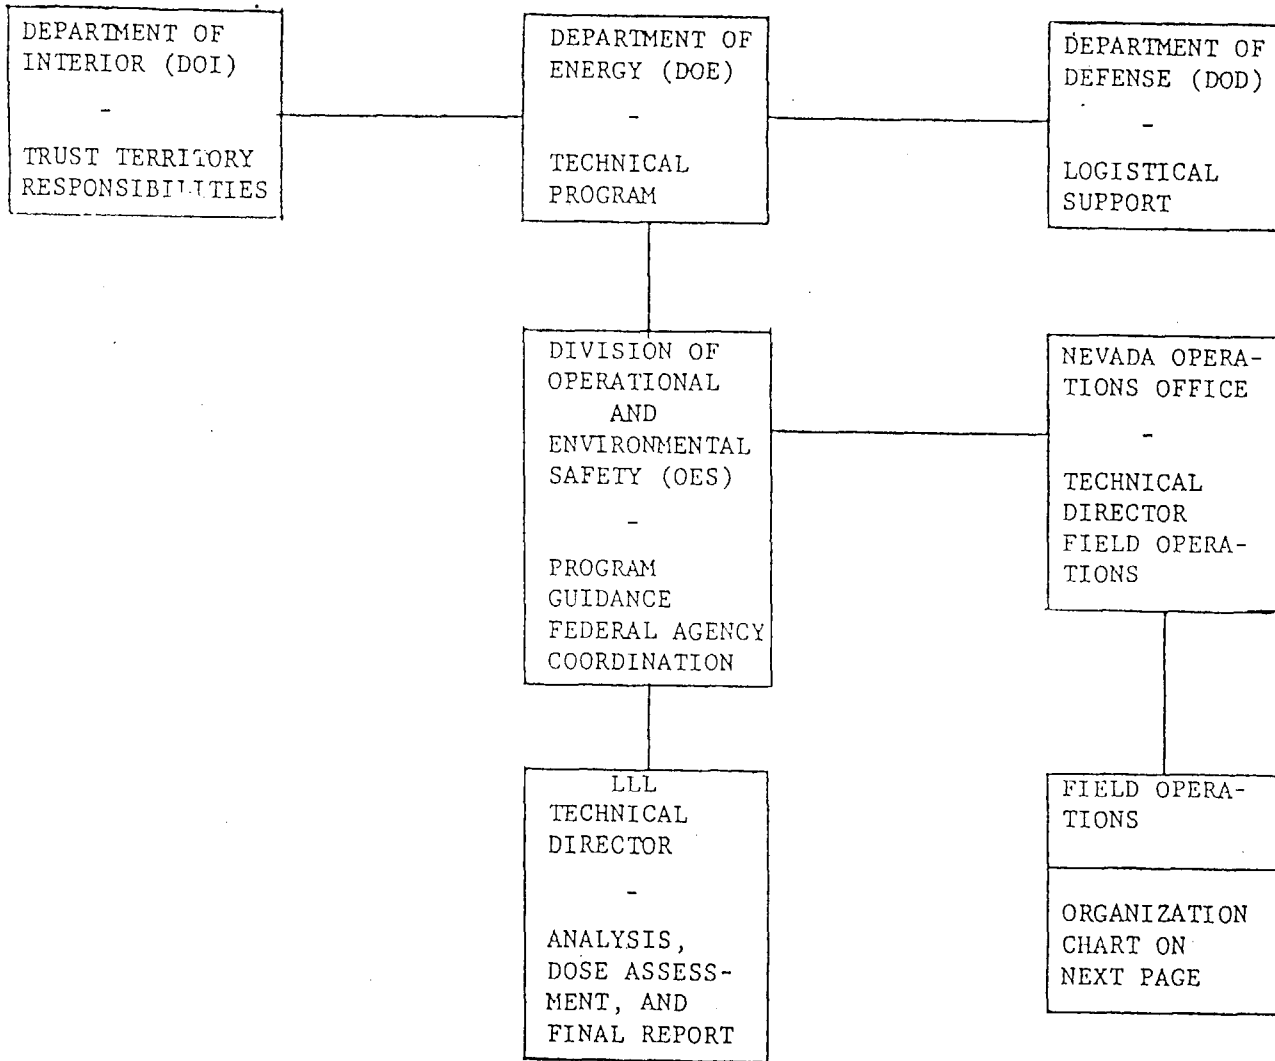 DEPARTMENT OF
INTERIOR (DOI)
-
TRUST TERRITORY
RESPONSIBILITIES
DEPARTMENT OF
ENERGY (DOE)
-
TECHNICAL
PROGRAM
DEPARTMENT OF
DEFENSE (DOD)
-
LOGISTICAL
SUPPORT
DIVISION OF
OPERATIONAL
AND
ENVIRONMENTAL
SAFETY (OES)
-
PROGRAM
GUIDANCE
FEDERAL AGENCY
COORDINATION
NEVADA OPERA-
TIONS OFFICE
-
TECHNICAL
DIRECTOR
FIELD OPERA-
TIONS
LLL
TECHNICAL
DIRECTOR
-
ANALYSIS,
DOSE ASSESS-
MENT, AND
FINAL REPORT
FIELD OPERA-
TIONS
ORGANIZATION
CHART ON
NEXT PAGE